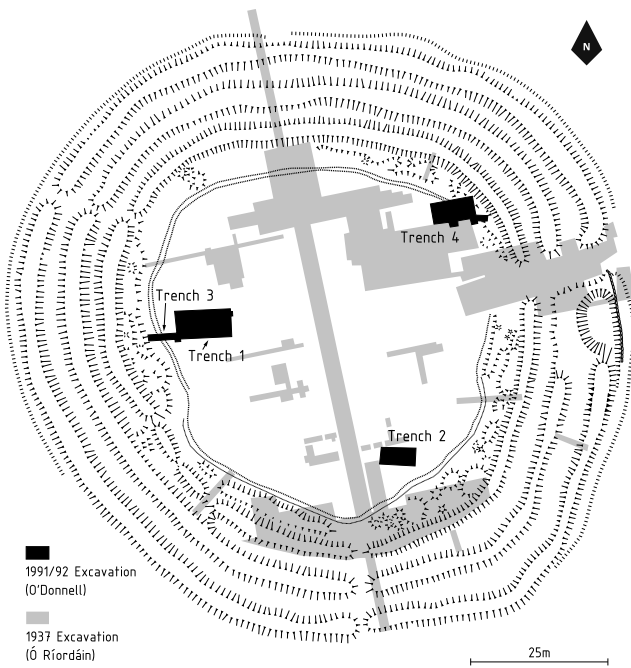 N
Trench 4
Trench 3
Trench 1
Trench 2
1991/92 Excavation
(O'Donnell)
1937 Excavation
(Ó Ríordáin)
25m